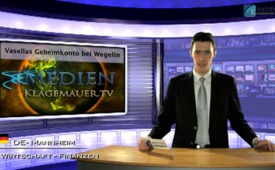 Vasellas Geheimkonto bei Wegelin
MEDIEN
KLAGEMAUER.TV
DE- MANNHEIM
WIRTSCHAFT - FINANZEN